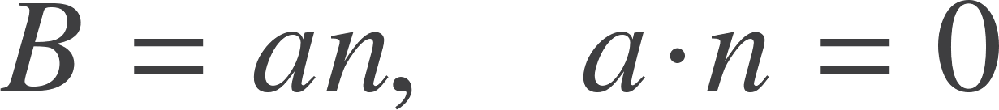 B = an, a · n = 0